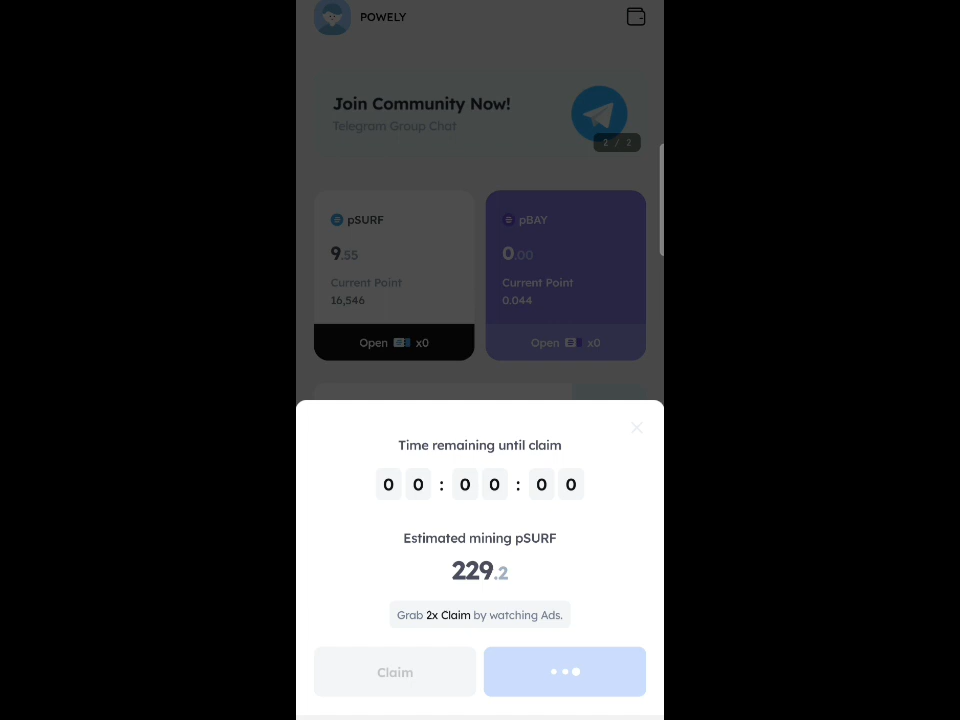 POWELY
Join Community Now!
Telegram Group Chat
2 / 2
pSURF
9.55
Current Point
16,546
Open x0
pBAY
0.00
Current Point
0.044
Open x0
Time remaining until claim
0 0 : 0 0 : 0 0
Estimated mining pSURF
229.2
Grab 2x Claim by watching Ads.
Claim